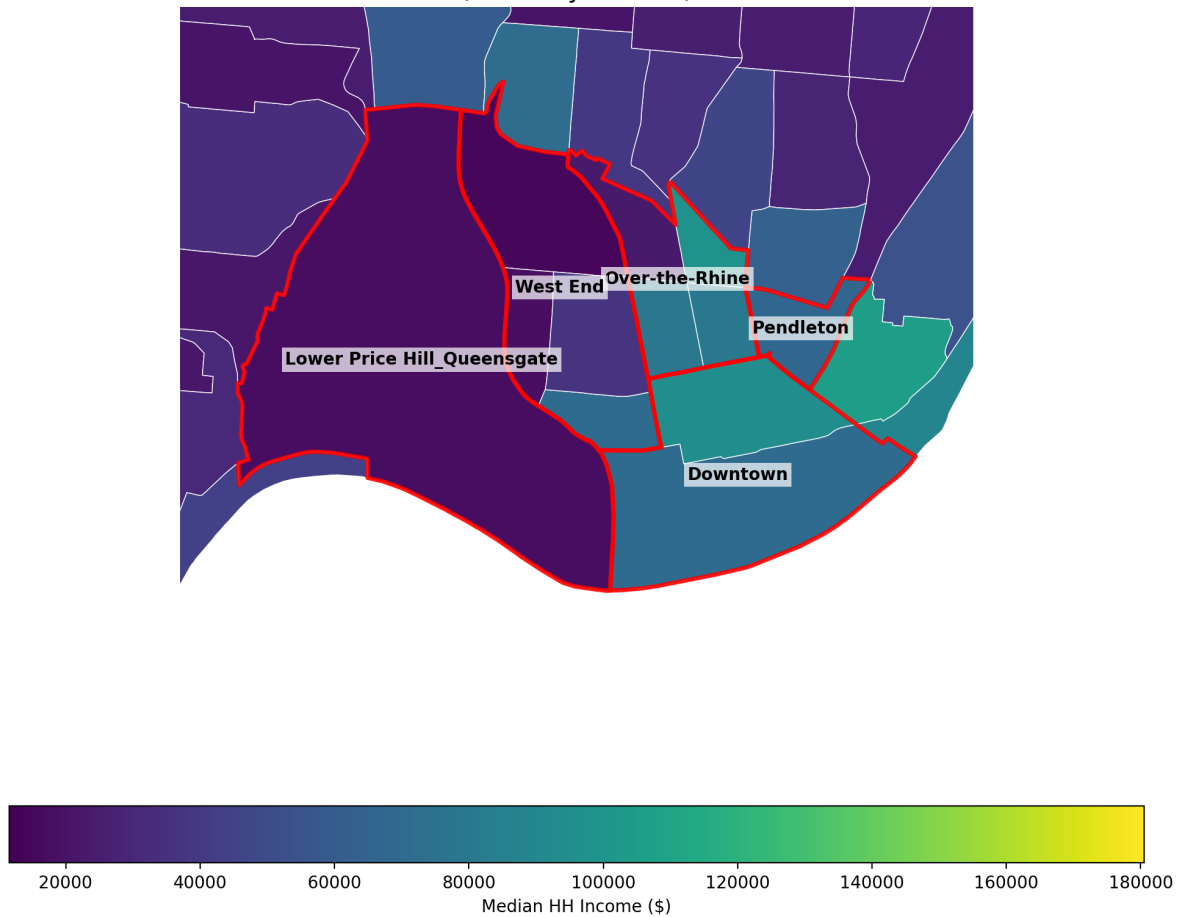 West End
Over-the-Rhine
Pendleton
Lower Price Hill_Queensgate
Downtown
20000 40000 60000 80000 100000 120000 140000 160000 180000
Median HH Income ($)